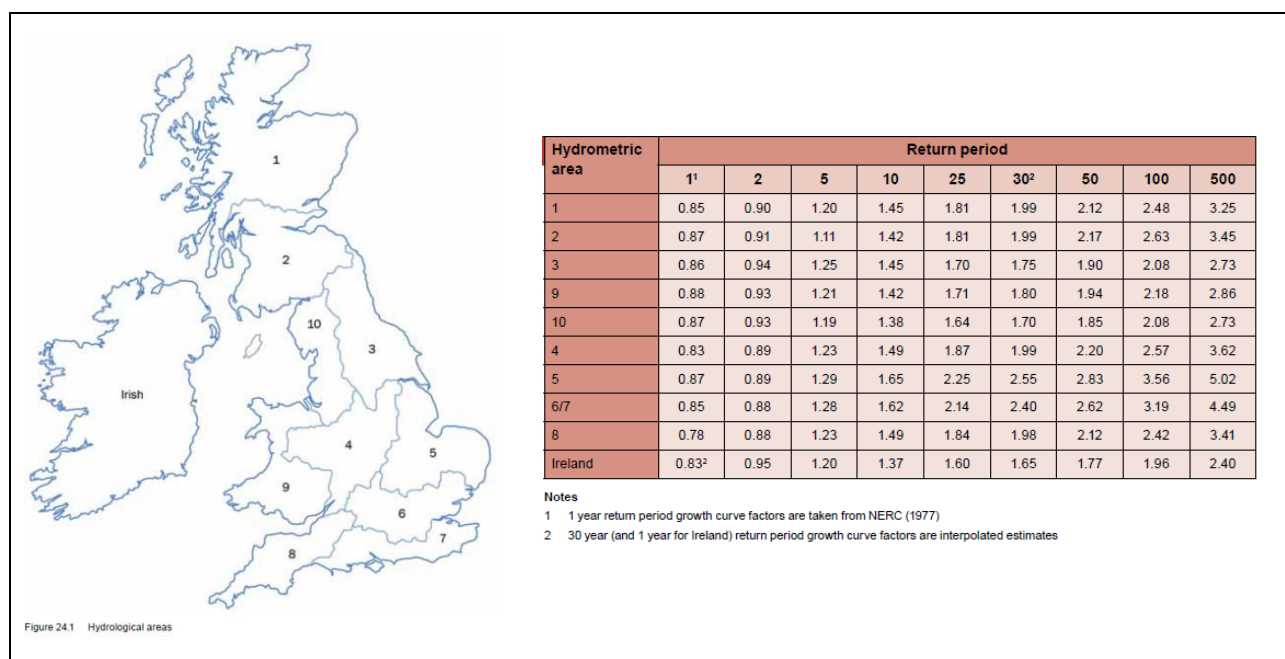 1
2
10
3
Irish
4
5
9
6
7
8
Figure 24.1 Hydrological areas
Hydrometric area Return period
1¹ 2 5 10 25 30² 50 100 500
1 0.85 0.90 1.20 1.45 1.81 1.99 2.12 2.48 3.25
2 0.87 0.91 1.11 1.42 1.81 1.99 2.17 2.63 3.45
3 0.86 0.94 1.25 1.45 1.70 1.75 1.90 2.08 2.73
9 0.88 0.93 1.21 1.42 1.71 1.80 1.94 2.18 2.86
10 0.87 0.93 1.19 1.38 1.64 1.70 1.85 2.08 2.73
4 0.83 0.89 1.23 1.49 1.87 1.99 2.20 2.57 3.62
5 0.87 0.89 1.29 1.65 2.25 2.55 2.83 3.56 5.02
6/7 0.85 0.88 1.28 1.62 2.14 2.40 2.62 3.19 4.49
8 0.78 0.88 1.23 1.49 1.84 1.98 2.12 2.42 3.41
Ireland 0.83² 0.95 1.20 1.37 1.60 1.65 1.77 1.96 2.40
Notes
1 1 year return period growth curve factors are taken from NERC (1977)
2 30 year (and 1 year for Ireland) return period growth curve factors are interpolated estimates